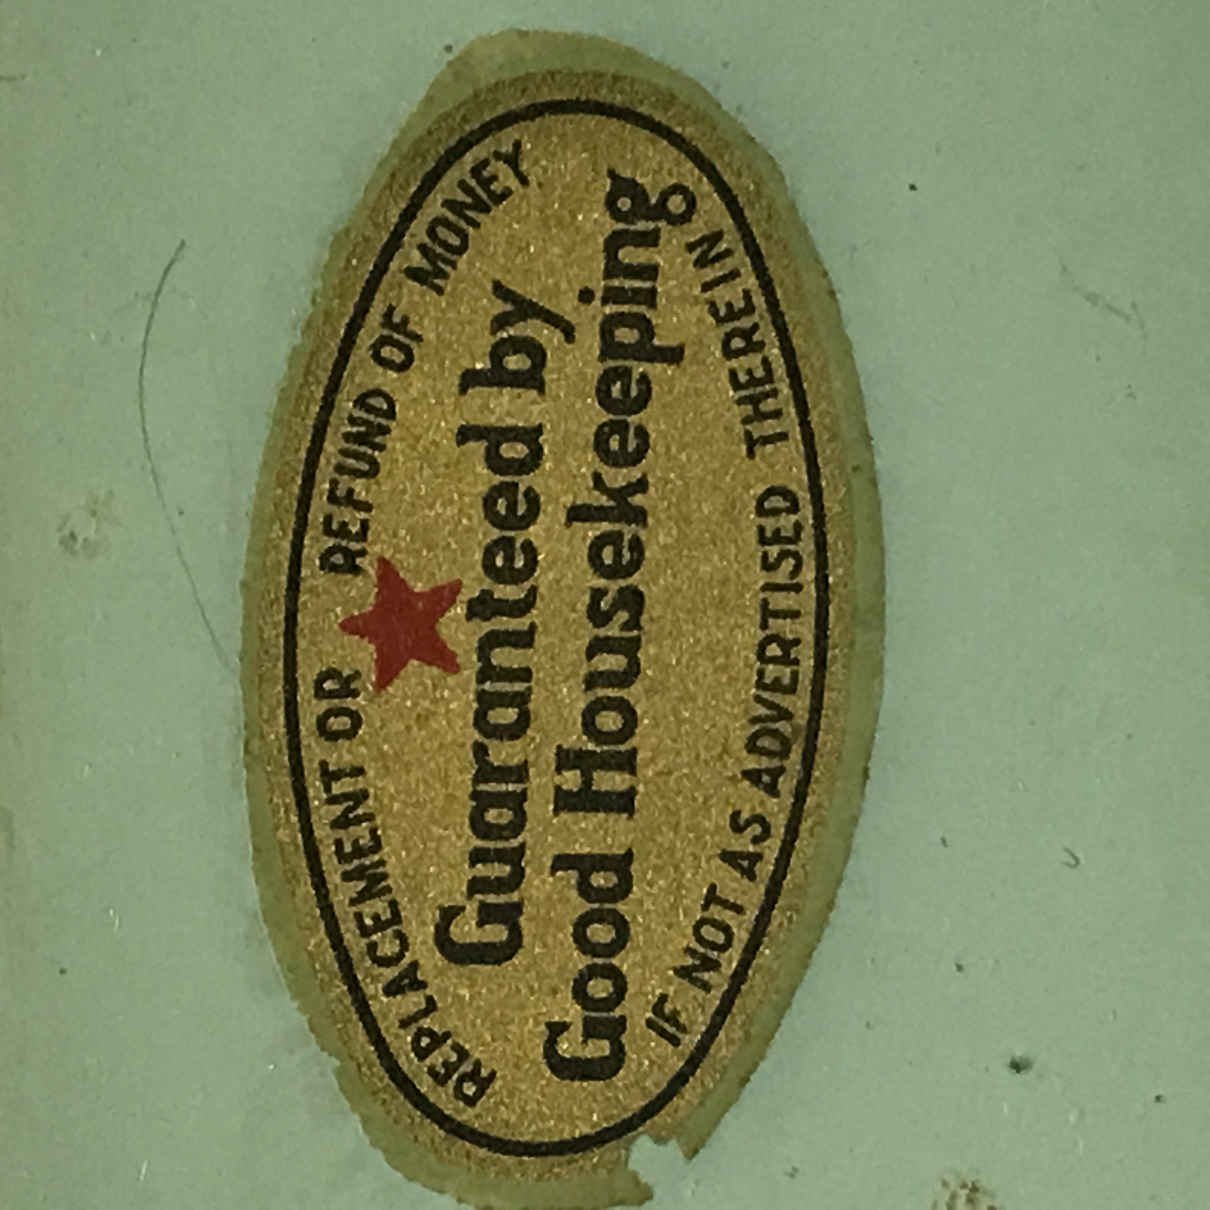 REPLACEMENT OR REFUND OF MONEY
Guaranteed by
Good Housekeeping
IF NOT AS ADVERTISED THEREIN